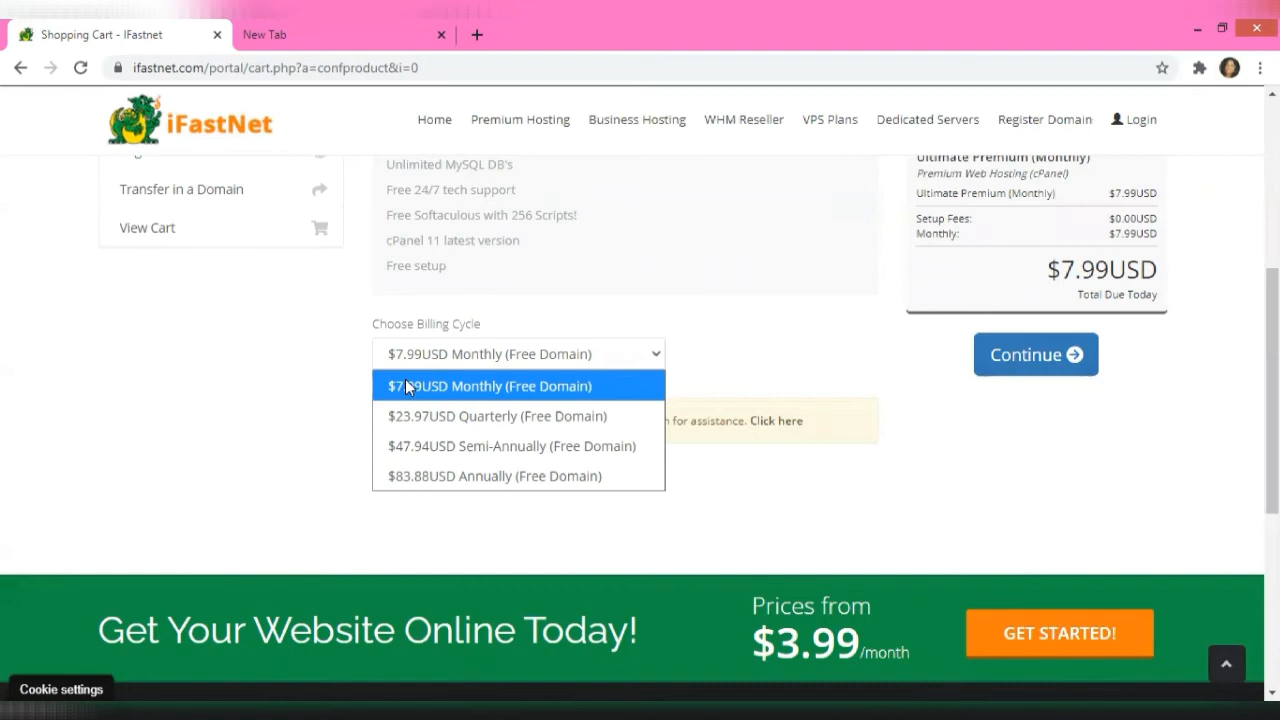 Shopping Cart - IFastnet
New Tab
ifastnet.com/portal/cart.php?a=confproduct&i=0
iFastNet
Home
Premium Hosting
Business Hosting
WHM Reseller
VPS Plans
Dedicated Servers
Register Domain
Login
Transfer in a Domain
View Cart
Unlimited MySQL DB's
Free 24/7 tech support
Free Softaculous with 256 Scripts!
cPanel 11 latest version
Free setup
Ultimate Premium (Monthly)
Premium Web Hosting (cPanel)
Ultimate Premium (Monthly) $7.99USD
Setup Fees: $0.00USD
Monthly: $7.99USD
$7.99USD
Total Due Today
Continue
Choose Billing Cycle
$7.99USD Monthly (Free Domain)
$7.99USD Monthly (Free Domain)
$23.97USD Quarterly (Free Domain)
$47.94USD Semi-Annually (Free Domain)
$83.88USD Annually (Free Domain)
for assistance. Click here
Get Your Website Online Today!
Prices from
$3.99/month
GET STARTED!
Cookie settings